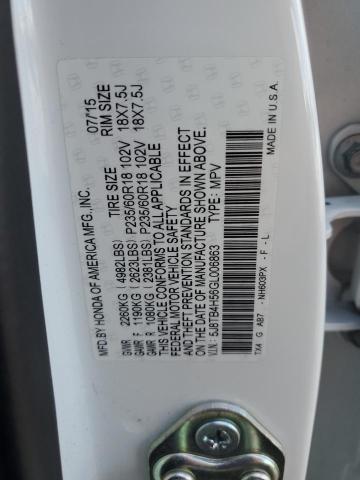 MFD.BY HONDA OF AMERICA MFG., INC. 07/15
TIRE SIZE RIM SIZE
GVWR 2260KG (4982LBS)
GAWR F 1190KG (2623LBS) P235/60R18 102V 18X7.5J
GAWR R 1080KG (2381LBS) P235/60R18 102V 18X7.5J
THIS VEHICLE CONFORMS TO ALL APPLICABLE
FEDERAL MOTOR VEHICLE SAFETY
AND THEFT PREVENTION STANDARDS IN EFFECT
ON THE DATE OF MANUFACTURE SHOWN ABOVE.
V.I.N.: 5J8TB4H56GL008863 TYPE: MPV
TX4 G AB7 NH603PX - F - L MADE IN U.S.A.